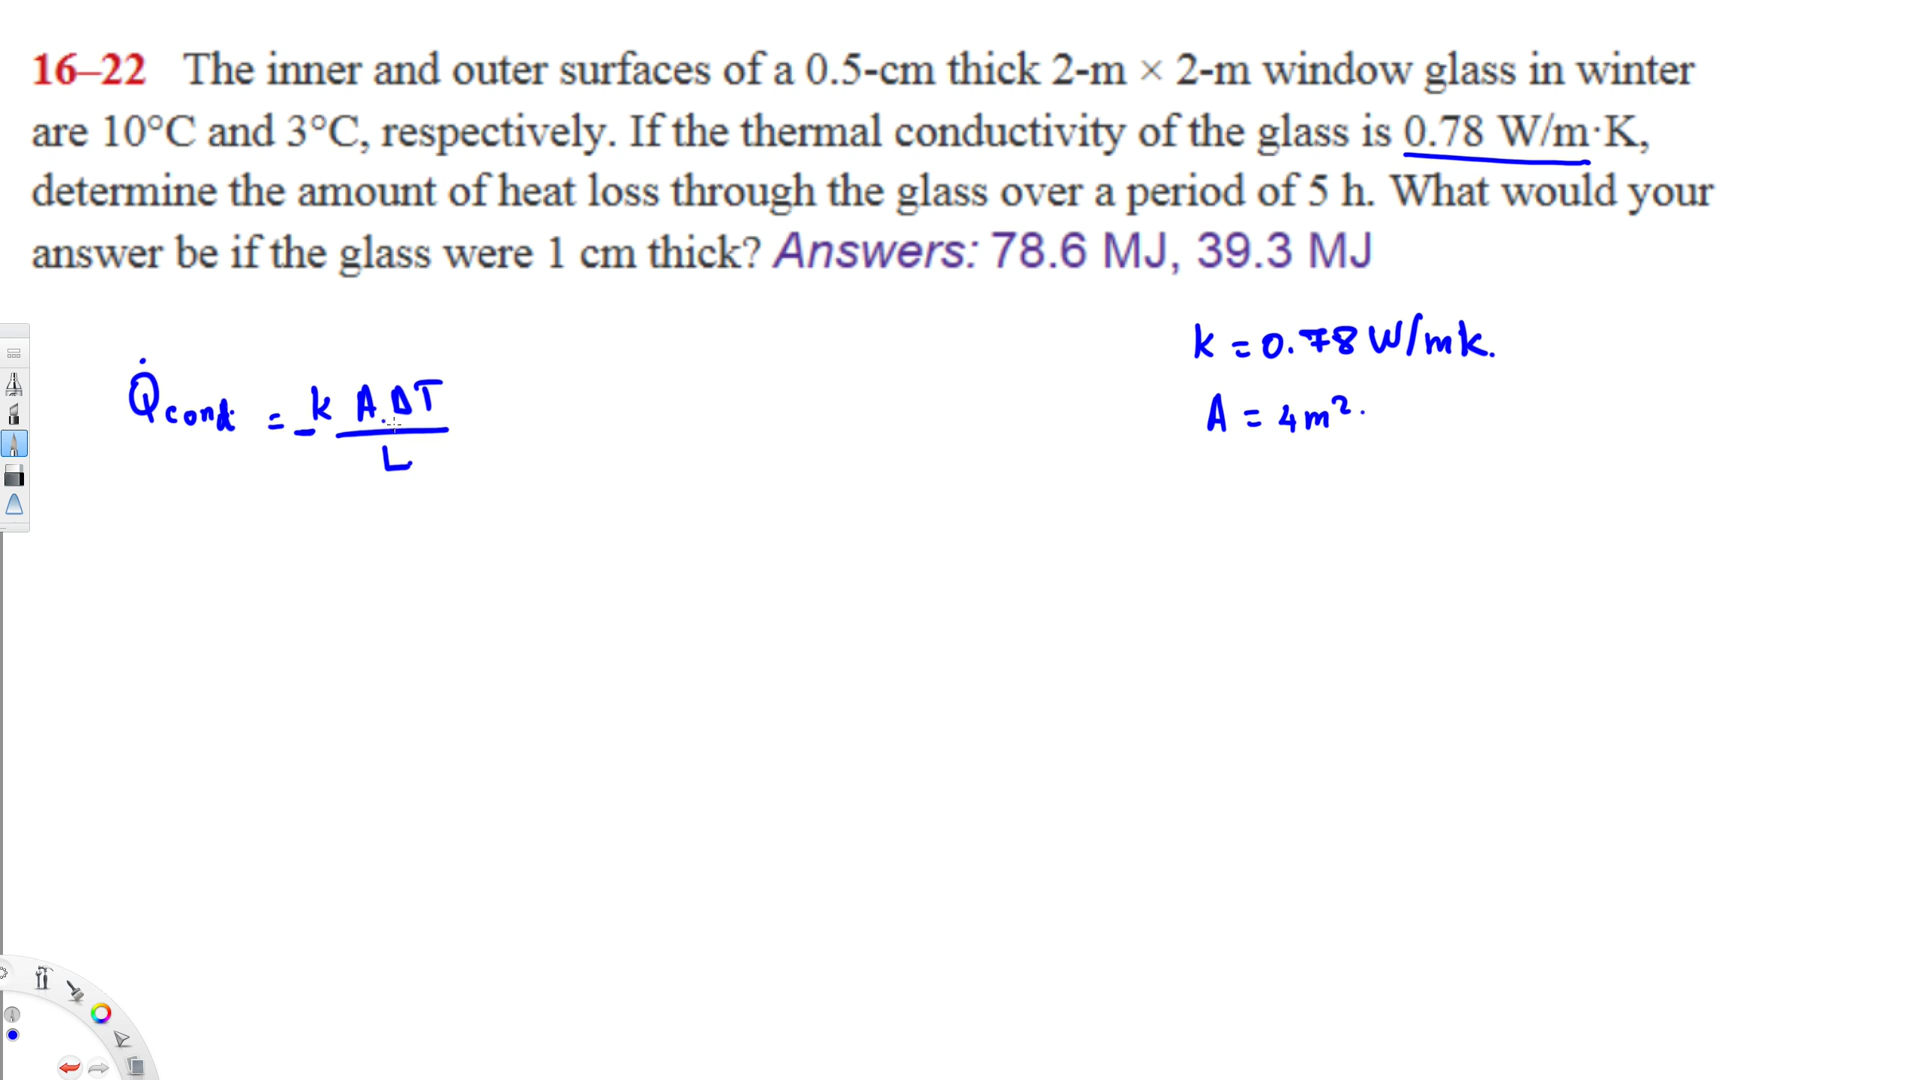 16–22 The inner and outer surfaces of a 0.5-cm thick 2-m × 2-m window glass in winter
are 10°C and 3°C, respectively. If the thermal conductivity of the glass is 0.78 W/m·K,
determine the amount of heat loss through the glass over a period of 5 h. What would your
answer be if the glass were 1 cm thick? Answers: 78.6 MJ, 39.3 MJ
k = 0.78 W/mk.
Q̇cond = -k A.ΔT
L
A = 4m².